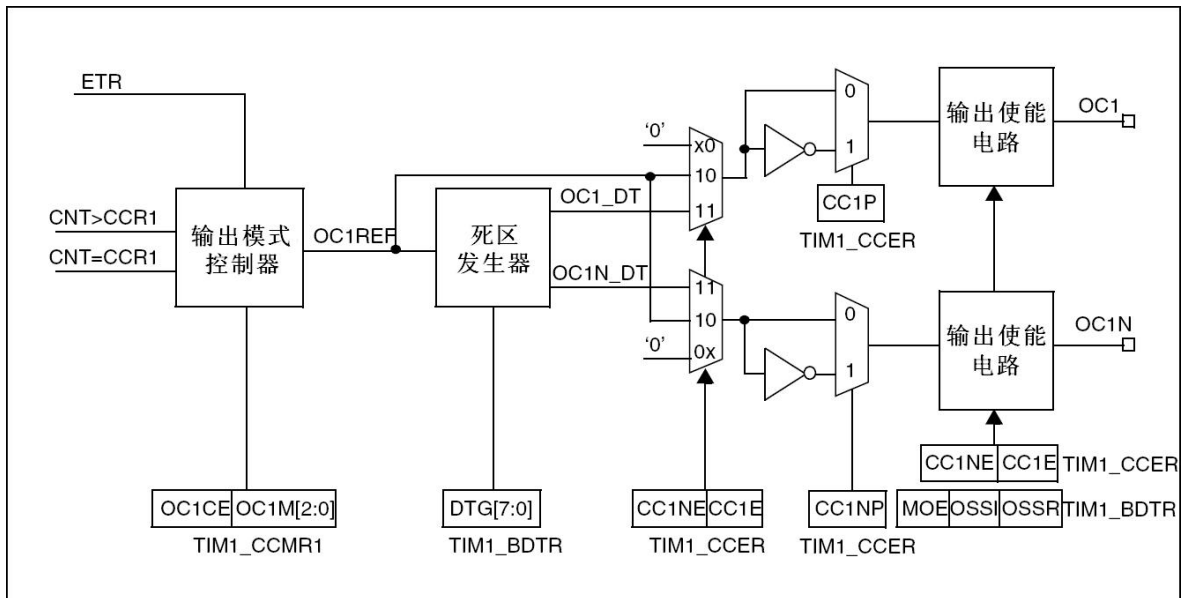 ETR
CNT>CCR1
CNT=CCR1
输出模式
控制器
OC1REF
OC1CE OC1M[2:0]
TIM1_CCMR1
死区
发生器
DTG[7:0]
TIM1_BDTR
OC1_DT
OC1N_DT
‘0’
x0
10
11
11
10
‘0’
0x
CC1NE CC1E
TIM1_CCER
0
1
CC1P
TIM1_CCER
0
1
CC1NP
TIM1_CCER
输出使能
电路
OC1
输出使能
电路
OC1N
CC1NE CC1E TIM1_CCER
MOE OSSI OSSR TIM1_BDTR